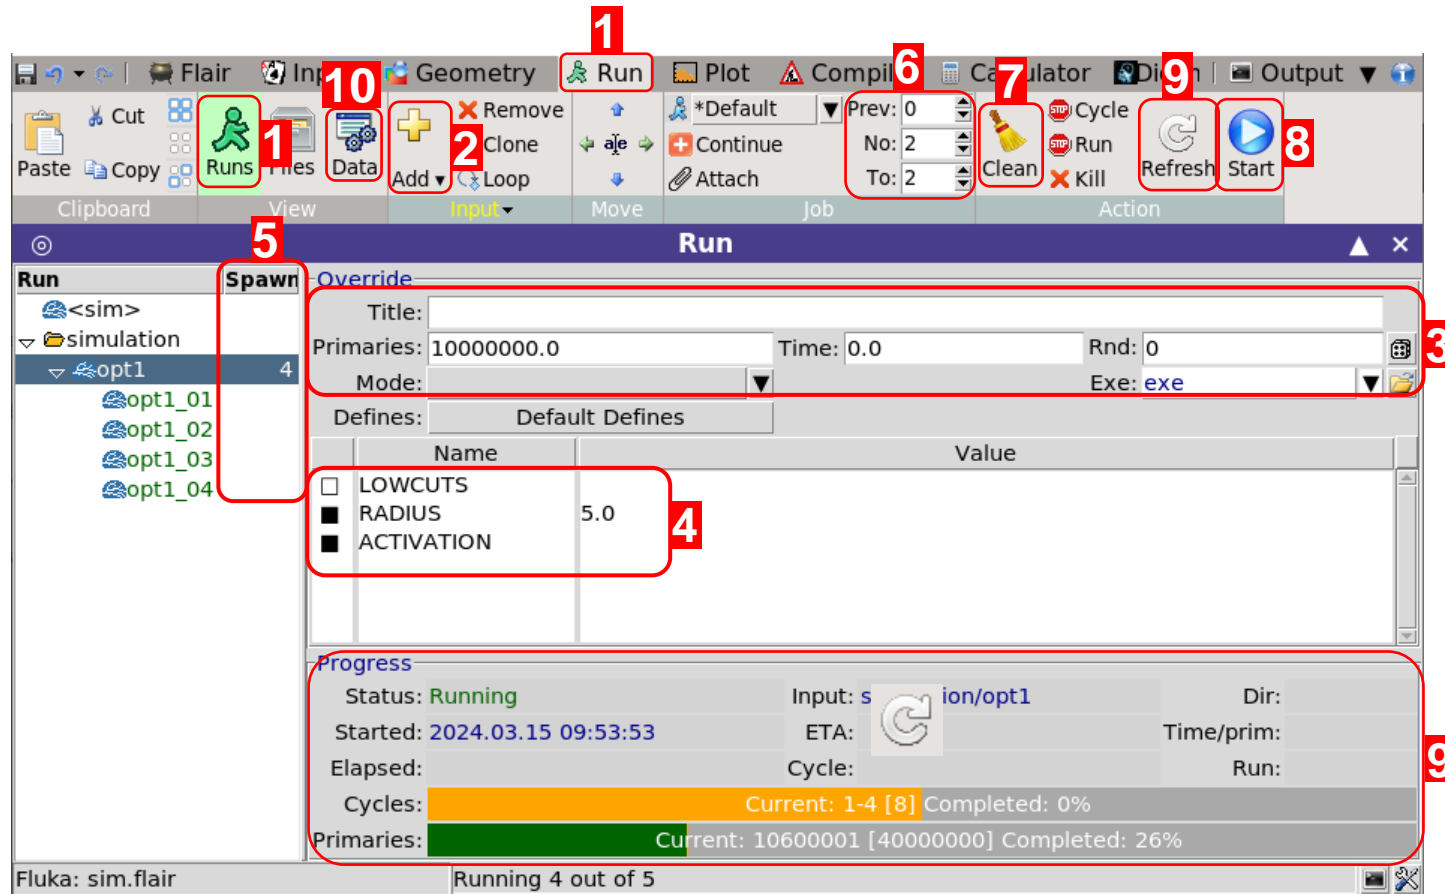 1
Flair Geometry Run Plot Output
10 6 7 9
Cut Remove *Default Prev: 0 Cycle
Paste Copy Runs 1 Data Add 2 Clone Continue No: 2 Clean Run Refresh Start 8
Loop Attach To: 2 Kill
Clipboard View Input Move Job Action
5 Run
Run Spawn Override
<sim> Title:
simulation Primaries: 10000000.0 Time: 0.0 Rnd: 0 3
opt1 4 Mode: Exe: exe
opt1_01 Defines: Default Defines
opt1_02 Name Value
opt1_03
opt1_04 LOWCUTS
RADIUS 5.0 4
ACTIVATION
Progress
Status: Running Input: Dir:
Started: 2024.03.15 09:53:53 ETA: Time/prim: 9
Elapsed: Cycle: Run:
Cycles: Current: 1-4 [8] Completed: 0%
Primaries: Current: 10600001 [40000000] Completed: 26%
Fluka: sim.flair Running 4 out of 5